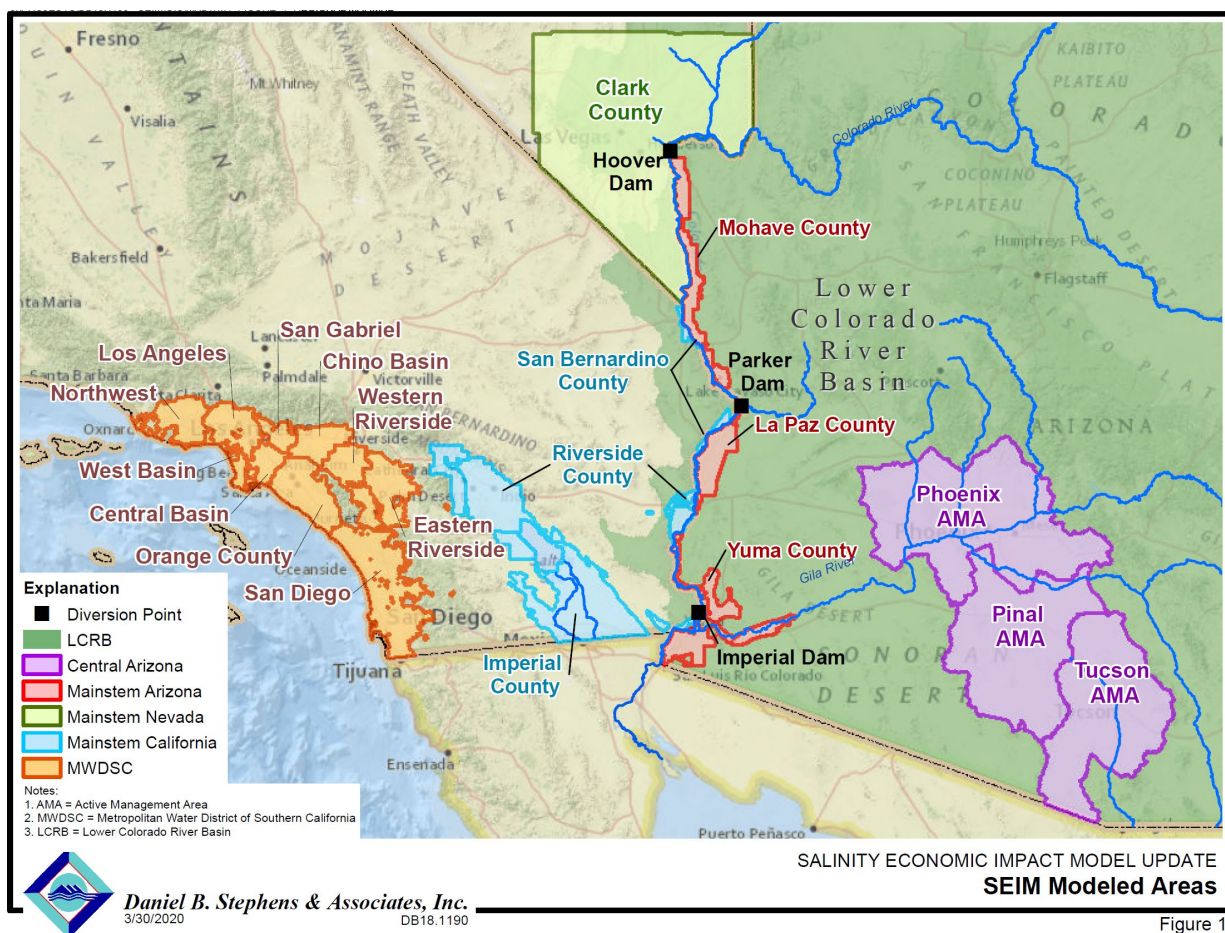 Fresno
Mt Whitney
Visalia
Bakersfield
PANAMINT RANGE
DEATH VALLEY
MOJAVE
DESERT
Clark
County
Las Vegas
Hoover
Dam
Colorado River
KAIBITO
PLATEAU
COLORAD
COCONINO
PLATEAU
PAINTED DESERT
Humphreys Peak
Flagstaff
Mohave County
Lower
Colorado
River
Basin
Parker
Dam
San Bernardino
County
La Paz County
ARIZONA
San Gabriel
Los Angeles
Chino Basin
Lancaster
Palmdale
Victorville
Santa Barbara
Northwest
Western
Riverside
Oxnard
SAN BERNARDINO
West Basin
Central Basin
Orange County
Eastern
Riverside
Riverside
County
Oceanside
San Diego
Imperial
County
Tijuana
Ensenada
Yuma County
Gila River
GILA DESERT
Imperial Dam
San Luis Rio Colorado
SONORAN
DESERT
Phoenix
AMA
Pinal
AMA
Tucson
AMA
Puerto Peñasco
Explanation
Diversion Point
LCRB
Central Arizona
Mainstem Arizona
Mainstem Nevada
Mainstem California
MWDSC
Notes:
1. AMA = Active Management Area
2. MWDSC = Metropolitan Water District of Southern California
3. LCRB = Lower Colorado River Basin
SALINITY ECONOMIC IMPACT MODEL UPDATE
SEIM Modeled Areas
Daniel B. Stephens & Associates, Inc.
3/30/2020
DB18.1190
Figure 1